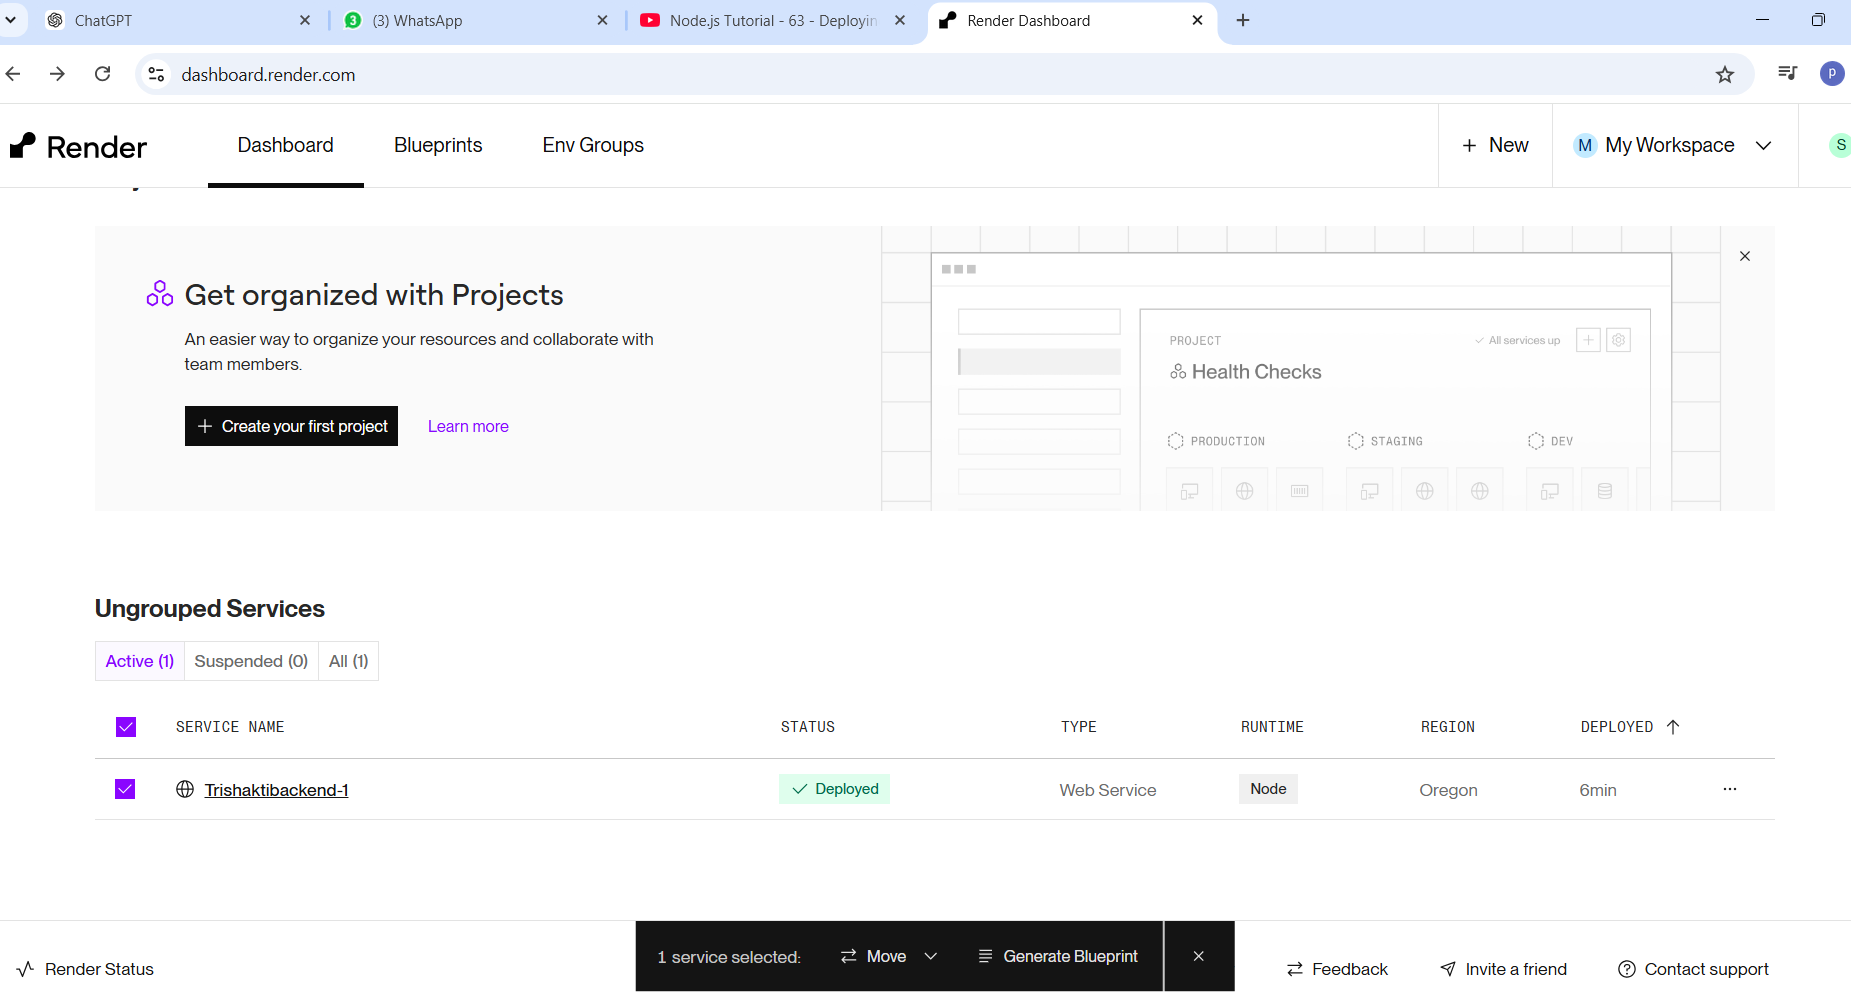 ChatGPT
3 (3) WhatsApp
Node.js Tutorial - 63 - Deployin
Render Dashboard
dashboard.render.com
P
Render
Dashboard
Blueprints
Env Groups
+ New
M My Workspace
S
Get organized with Projects
An easier way to organize your resources and collaborate with
team members.
+ Create your first project
Learn more
PROJECT
All services up
Health Checks
PRODUCTION
STAGING
DEV
Ungrouped Services
Active (1)
Suspended (0)
All (1)
SERVICE NAME
STATUS
TYPE
RUNTIME
REGION
DEPLOYED
Trishaktibackend-1
Deployed
Web Service
Node
Oregon
6min
Render Status
1 service selected:
Move
Generate Blueprint
Feedback
Invite a friend
Contact support